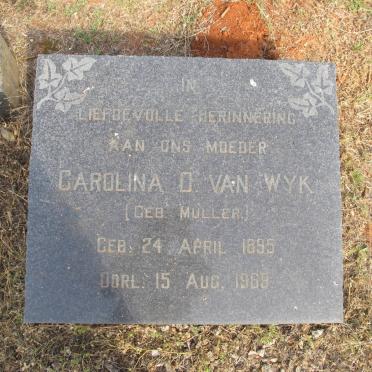 IN
LIEFDEVOLLE HERINNERING
AAN ONS MOEDER
CAROLINA C. VAN WYK
(GEB. MULLER.)
GEB. 24 APRIL 1895
OORL. 15 AUG. 1968